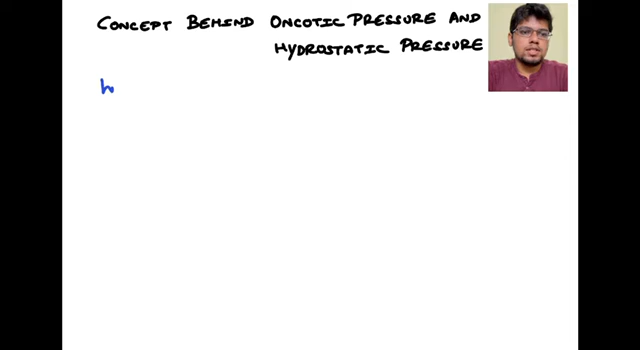 CONCEPT BEHIND ONCOTIC PRESSURE AND
HYDROSTATIC PRESSURE
h